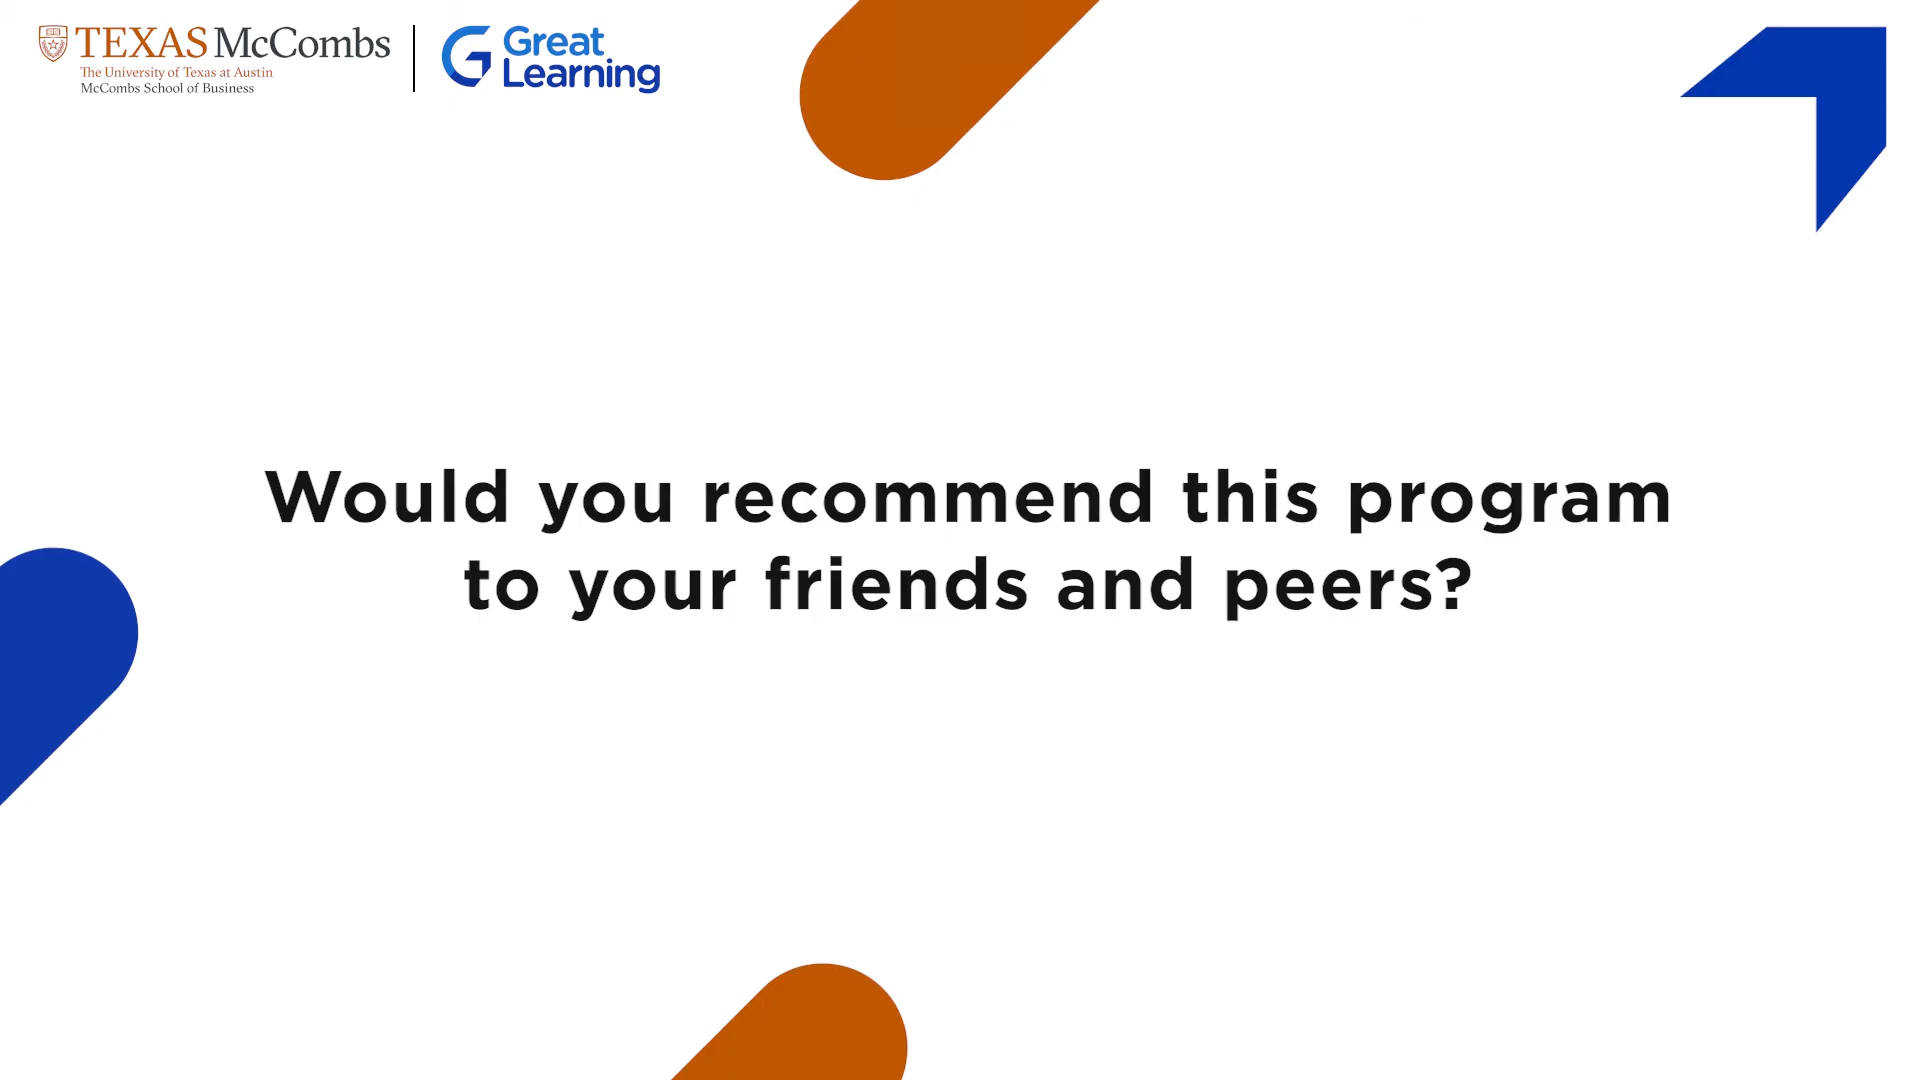 TEXAS McCombs
The University of Texas at Austin
McCombs School of Business
Great
Learning
Would you recommend this program
to your friends and peers?